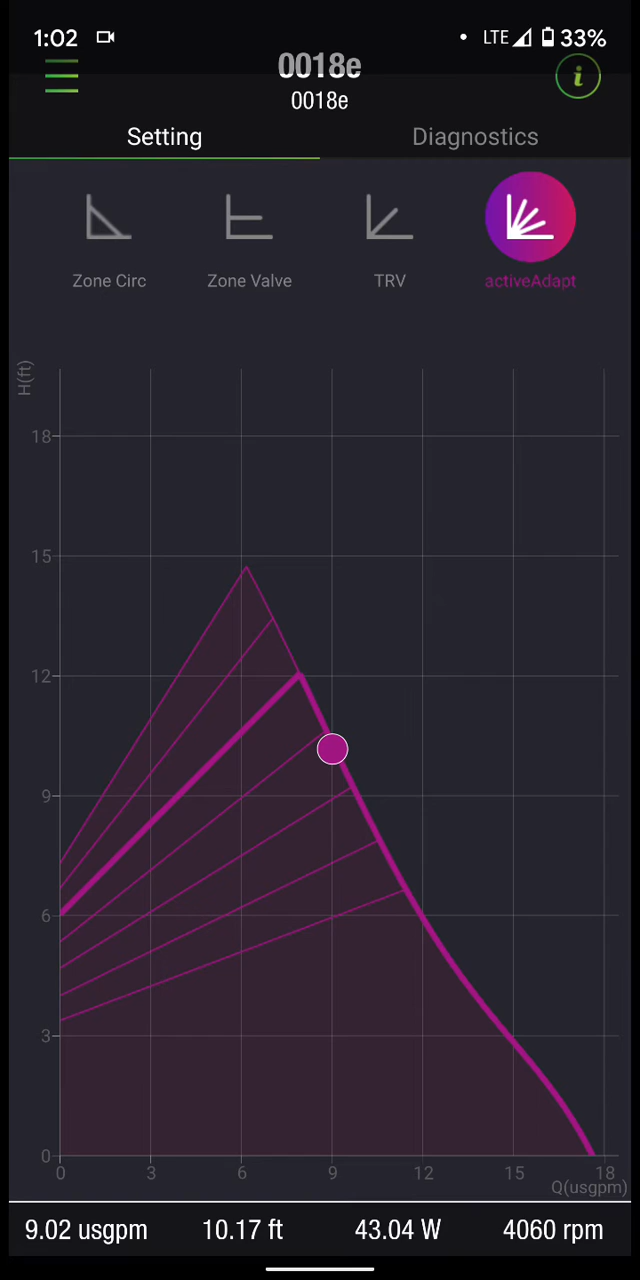 1:02 LTE 33%
0018e
0018e
i
Setting Diagnostics
Zone Circ Zone Valve TRV activeAdapt
H(ft)
18
15
12
9
6
3
0
0 3 6 9 12 15 18
Q(usgpm)
9.02 usgpm 10.17 ft 43.04 W 4060 rpm